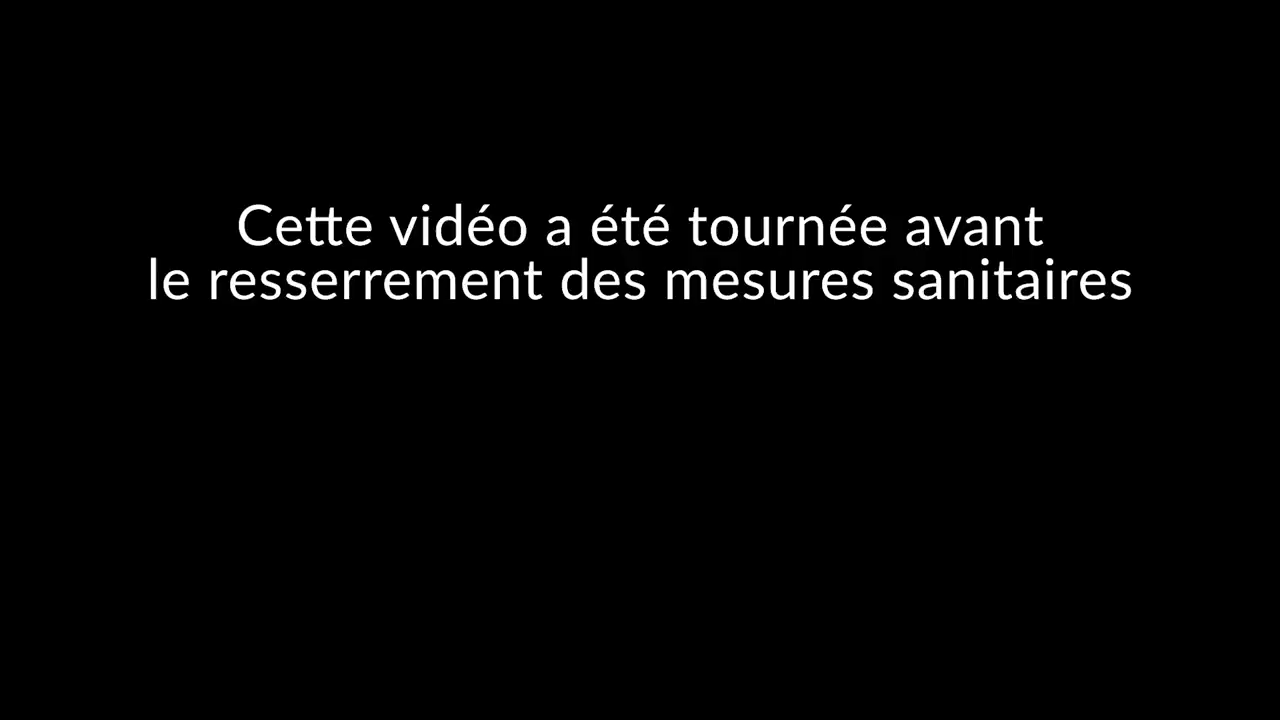 Cette vidéo a été tournée avant
le resserrement des mesures sanitaires